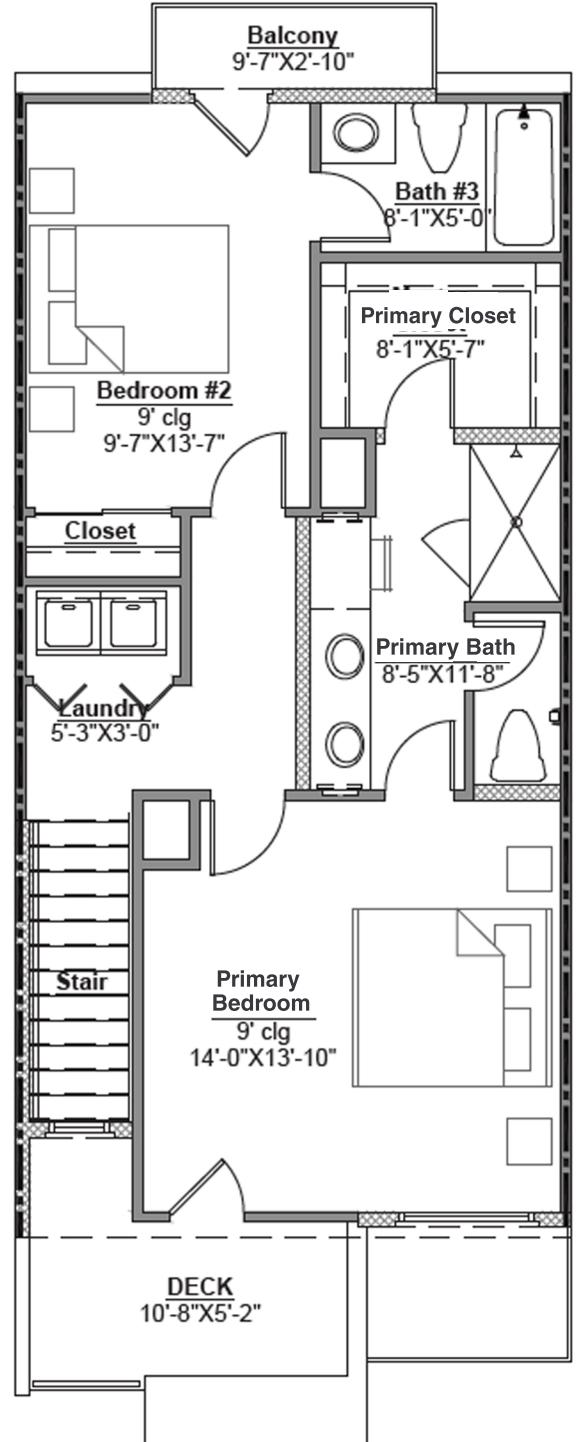 Balcony
9'-7"X2'-10"
Bath #3
8'-1"X5'-0"
Primary Closet
8'-1"X5'-7"
Bedroom #2
9' clg
9'-7"X13'-7"
Closet
Primary Bath
8'-5"X11'-8"
Laundry
5'-3"X3'-0"
Stair
Primary
Bedroom
9' clg
14'-0"X13'-10"
DECK
10'-8"X5'-2"